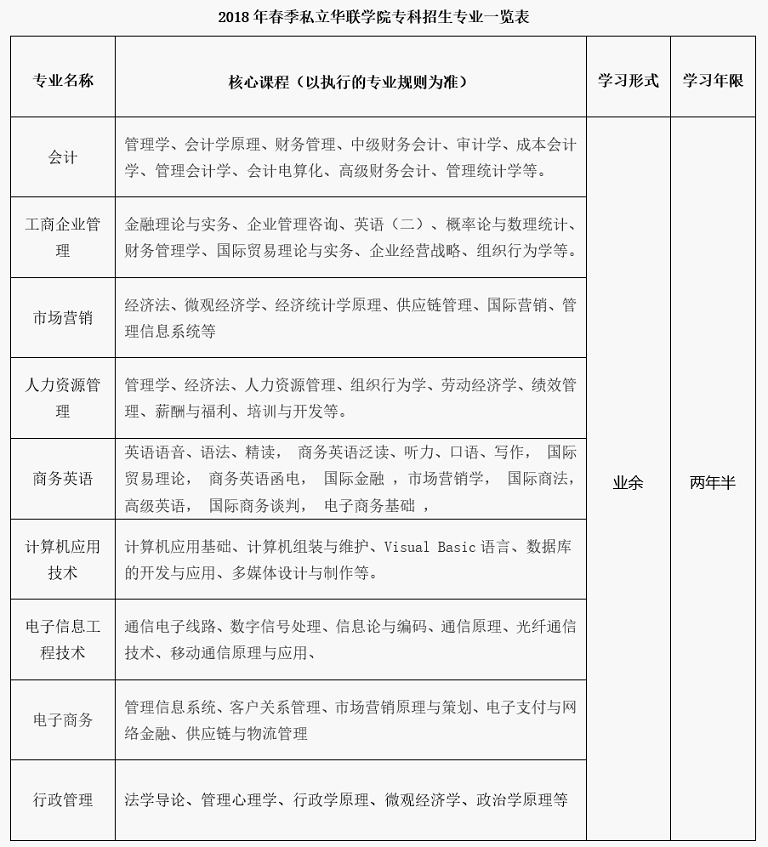 2018年春季私立华联学院专科招生专业一览表
专业名称
核心课程（以执行的专业规则为准）
学习形式
学习年限
会计
管理学、会计学原理、财务管理、中级财务会计、审计学、成本会计
学、管理会计学、会计电算化、高级财务会计、管理统计学等。
工商企业管
理
金融理论与实务、企业管理咨询、英语（二）、概率论与数理统计、
财务管理学、国际贸易理论与实务、企业经营战略、组织行为学等。
市场营销
经济法、微观经济学、经济统计学原理、供应链管理、国际营销、管
理信息系统等
人力资源管
理
管理学、经济法、人力资源管理、组织行为学、劳动经济学、绩效管
理、薪酬与福利、培训与开发等。
商务英语
英语语音、语法、精读， 商务英语泛读、听力、口语、写作， 国际
贸易理论， 商务英语函电， 国际金融 ，市场营销学， 国际商法，
高级英语， 国际商务谈判， 电子商务基础 ，
业余
两年半
计算机应用
技术
计算机应用基础、计算机组装与维护、Visual Basic语言、数据库
的开发与应用、多媒体设计与制作等。
电子信息工
程技术
通信电子线路、数字信号处理、信息论与编码、通信原理、光纤通信
技术、移动通信原理与应用、
电子商务
管理信息系统、客户关系管理、市场营销原理与策划、电子支付与网
络金融、供应链与物流管理
行政管理
法学导论、管理心理学、行政学原理、微观经济学、政治学原理等